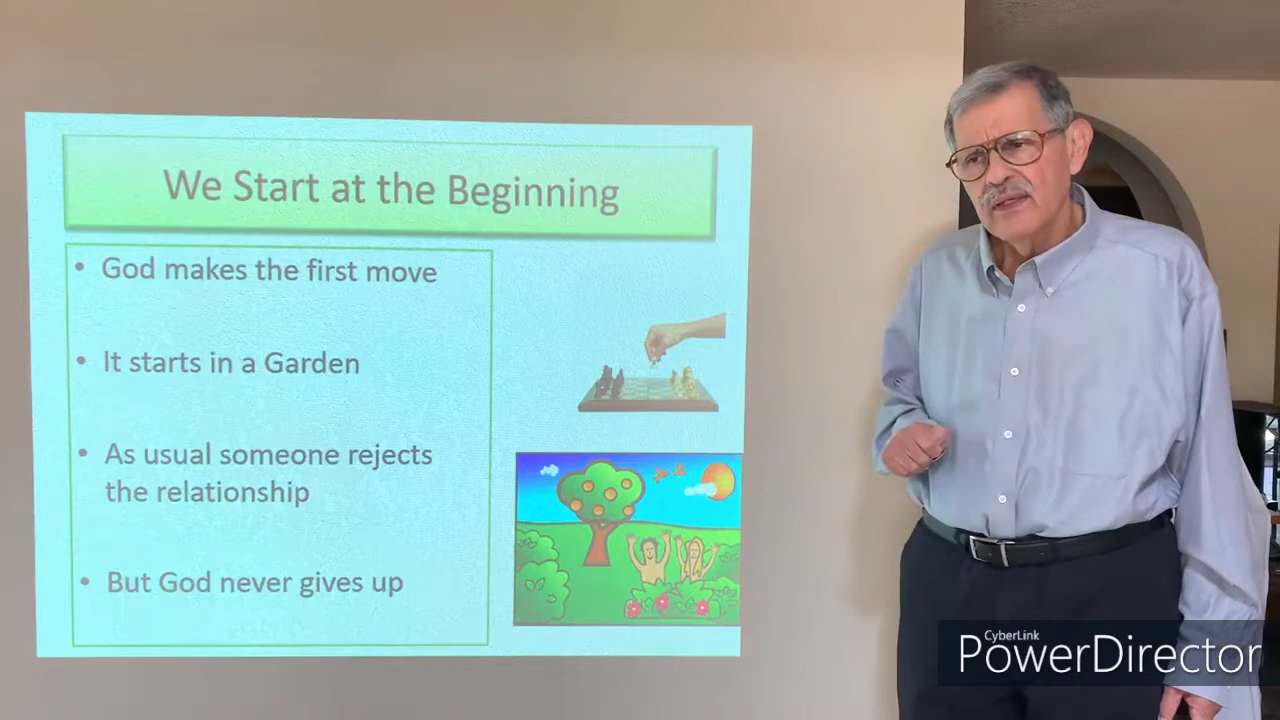 We Start at the Beginning
• God makes the first move
• It starts in a Garden
• As usual someone rejects
the relationship
• But God never gives up
CyberLink
PowerDirector